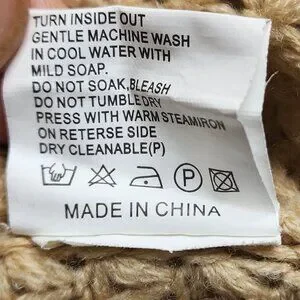 TURN INSIDE OUT
GENTLE MACHINE WASH
IN COOL WATER WITH
MILD SOAP.
DO NOT SOAK,BLEASH
DO NOT TUMBLEDRY
PRESS WITH WARM STEAMIRON
ON RETERSE SIDE
DRY CLEANABLE(P)
P
MADE IN CHINA